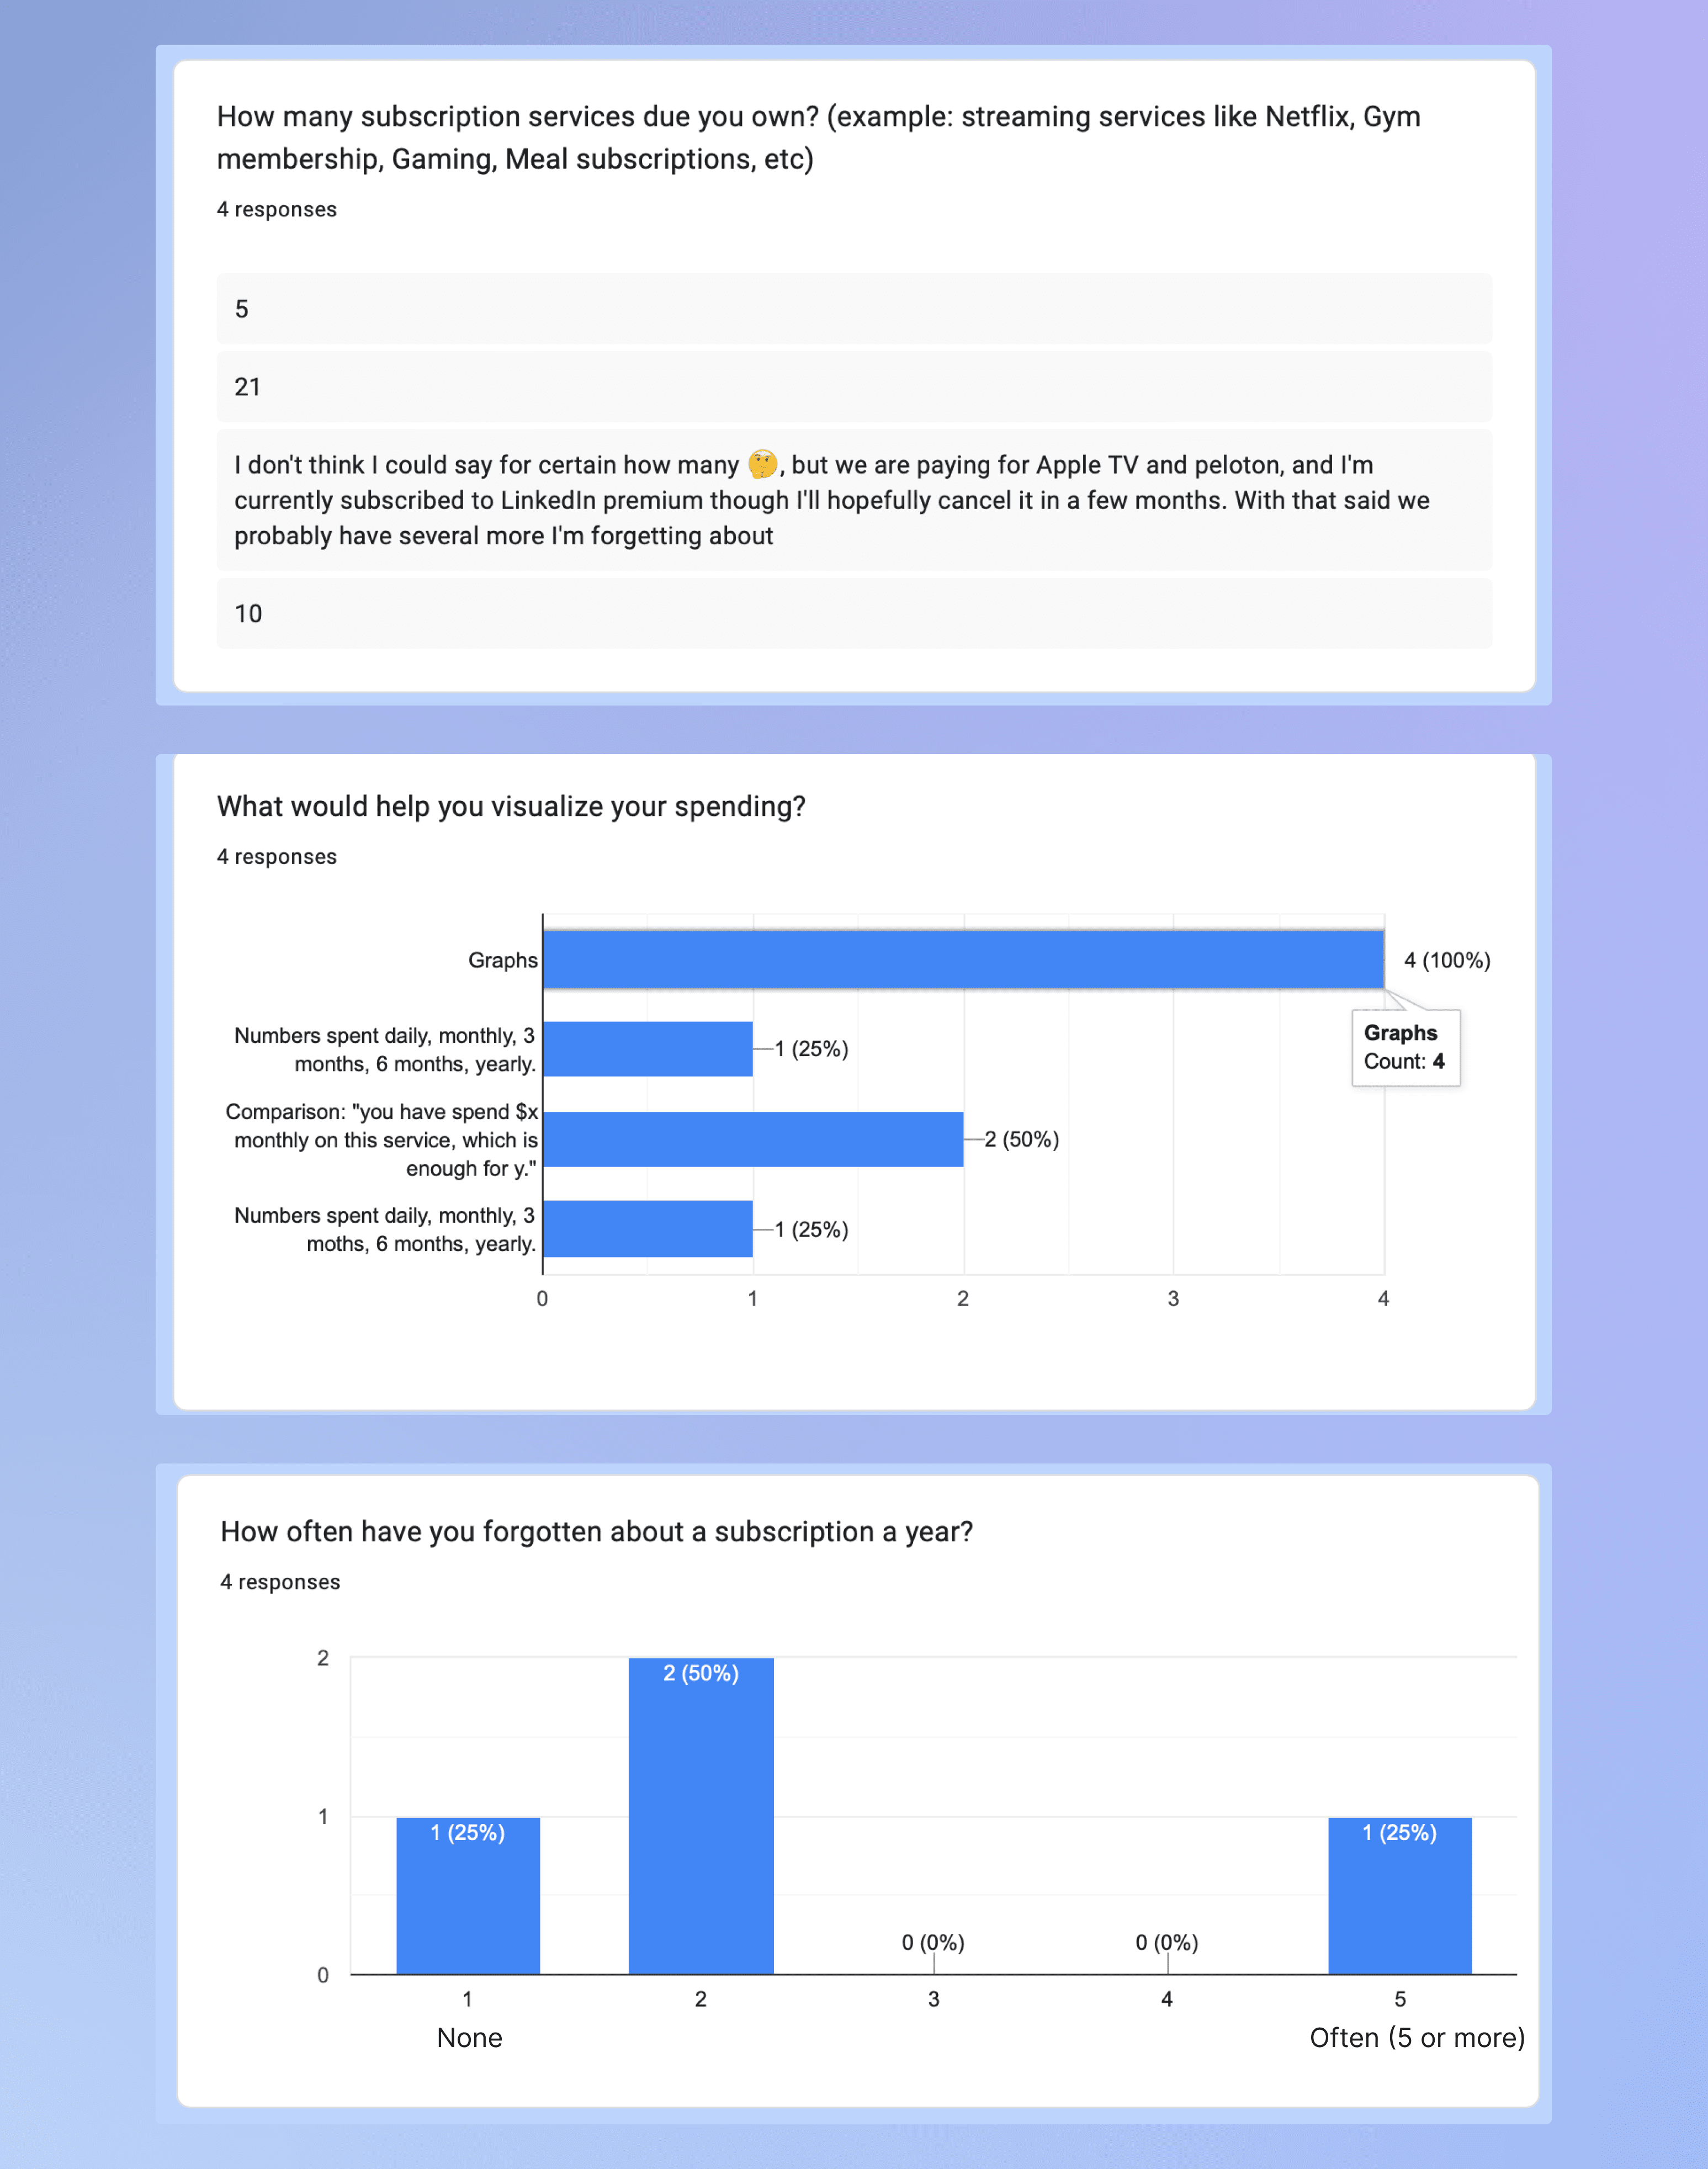 How many subscription services due you own? (example: streaming services like Netflix, Gym
membership, Gaming, Meal subscriptions, etc)
4 responses
5
21
I don't think I could say for certain how many 🤔, but we are paying for Apple TV and peloton, and I'm
currently subscribed to LinkedIn premium though I'll hopefully cancel it in a few months. With that said we
probably have several more I'm forgetting about
10
What would help you visualize your spending?
4 responses
Graphs
4 (100%)
Graphs
Count: 4
Numbers spent daily, monthly, 3
months, 6 months, yearly.
1 (25%)
Comparison: "you have spend $x
monthly on this service, which is
enough for y."
2 (50%)
Numbers spent daily, monthly, 3
moths, 6 months, yearly.
1 (25%)
0 1 2 3 4
How often have you forgotten about a subscription a year?
4 responses
2
1
0
1 (25%)
2 (50%)
0 (0%)
0 (0%)
1 (25%)
1 2 3 4 5
None
Often (5 or more)